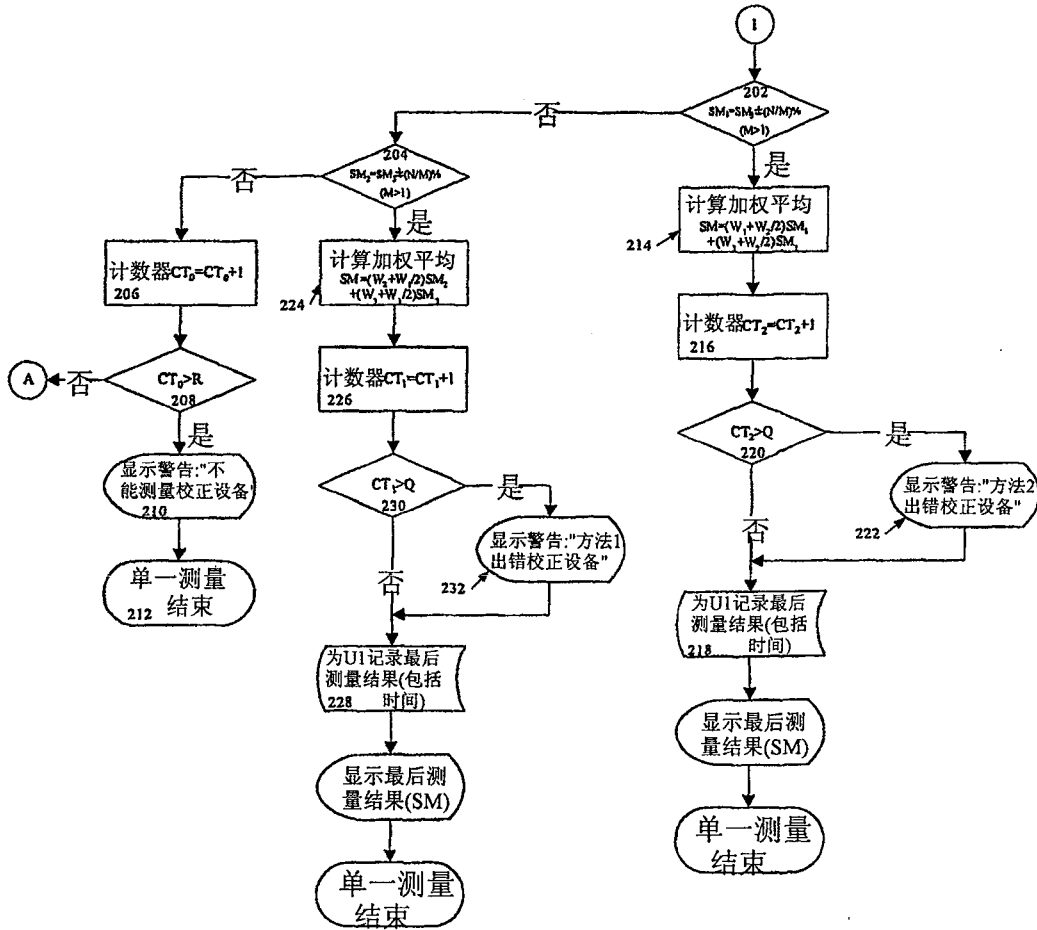 1
202
SM₁=SM₃±(N/M)%
(M>1)
否
是
204
SM₂=SM₃±(N/M)%
(M>1)
否
是
计算加权平均
SM=(W₁+W₂/2)SM₁
+(W₃+W₂/2)SM₃
214
计数器CT₀=CT₀+1
206
计算加权平均
SM=(W₂+W₁/2)SM₂
+(W₃+W₁/2)SM₃
224
计数器CT₂=CT₂+1
216
A
否
CT₀>R
208
是
计数器CT₁=CT₁+1
226
CT₂>Q
220
是
否
显示警告:"不
能测量校正设备"
210
CT₁>Q
230
是
否
显示警告:"方法2
出错校正设备"
222
显示警告:"方法1
出错校正设备"
232
单一测量
212 结束
为U1记录最后
测量结果(包括
218 时间)
为U1记录最后
测量结果(包括
228 时间)
显示最后测
量结果(SM)
显示最后测
量结果(SM)
单一测量
结束
单一测量
结束